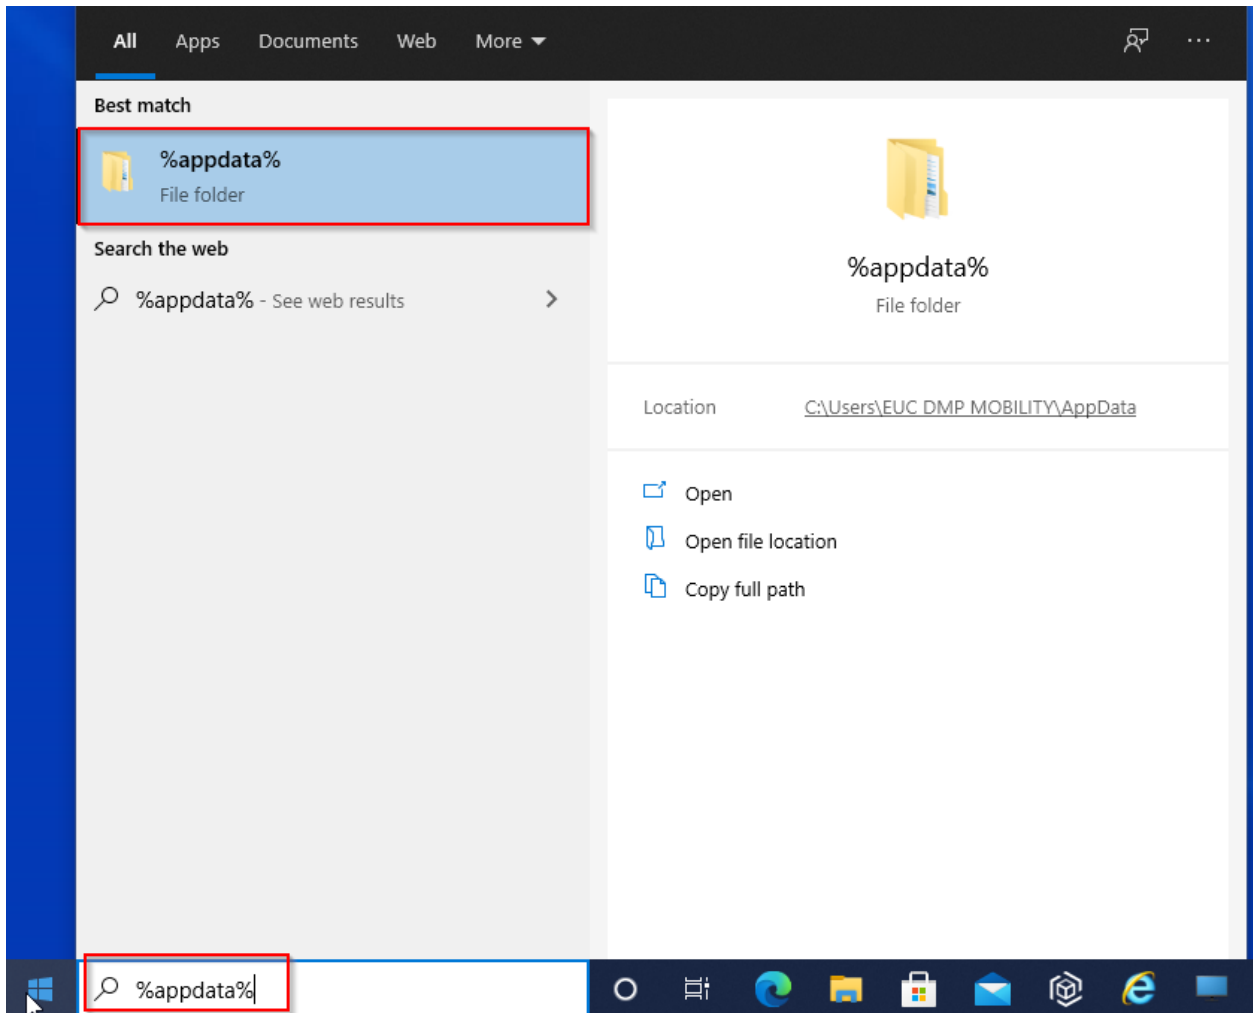 All Apps Documents Web More
Best match
%appdata%
File folder
Search the web
%appdata% - See web results
%appdata%
File folder
Location C:\Users\EUC DMP MOBILITY\AppData
Open
Open file location
Copy full path
%appdata%